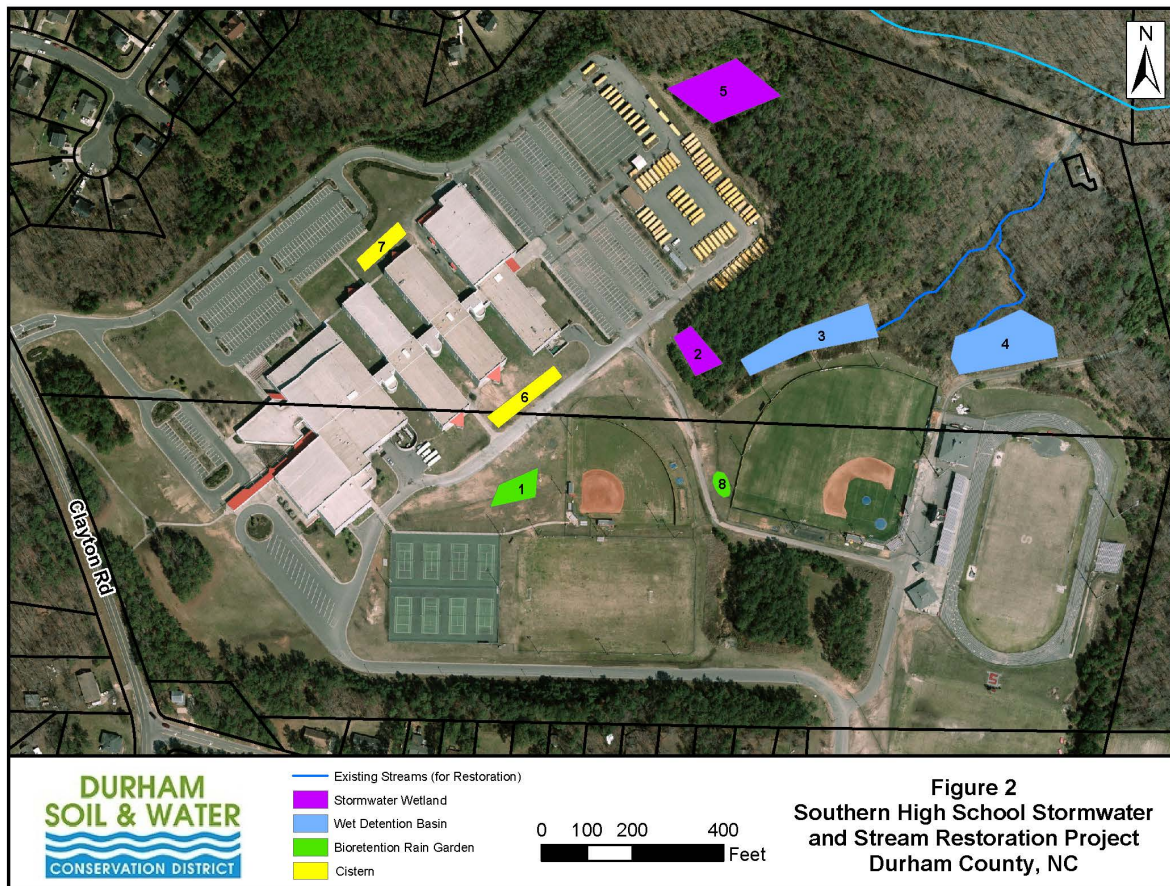 N
5
7
3
4
2
6
1
8
S
S
Clayton Rd
DURHAM
SOIL & WATER
CONSERVATION DISTRICT
Existing Streams (for Restoration)
Stormwater Wetland
Wet Detention Basin
Bioretention Rain Garden
Cistern
0 100 200 400
Feet
Figure 2
Southern High School Stormwater
and Stream Restoration Project
Durham County, NC